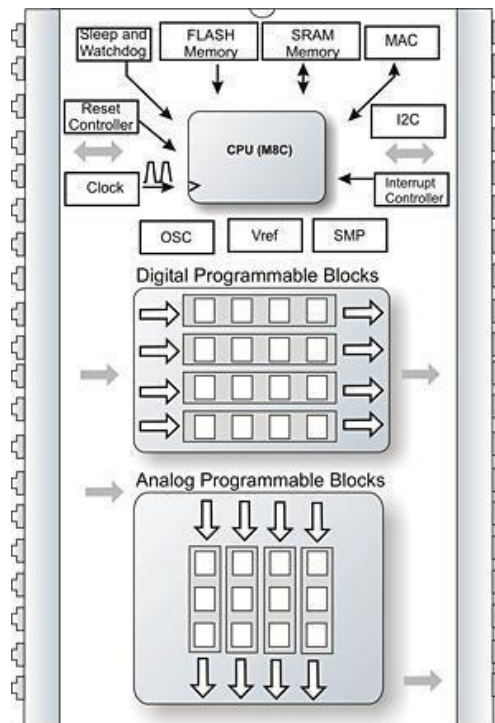 Sleep and
Watchdog
FLASH
Memory
SRAM
Memory
MAC
Reset
Controller
CPU (M8C)
I2C
Clock
Interrupt
Controller
OSC
Vref
SMP
Digital Programmable Blocks
Analog Programmable Blocks